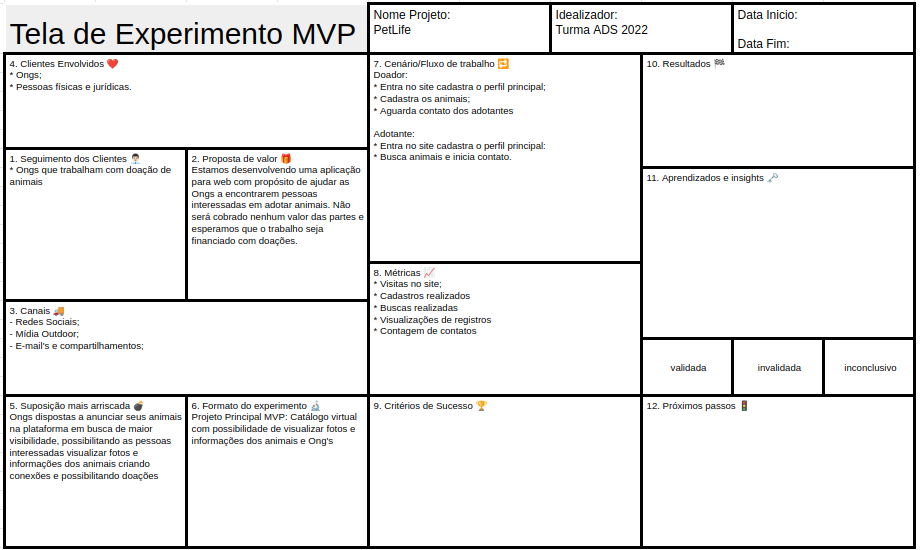 Tela de Experimento MVP
Nome Projeto:
PetLife
Idealizador:
Turma ADS 2022
Data Inicio:
Data Fim:
4. Clientes Envolvidos ❤️
* Ongs;
* Pessoas físicas e jurídicas.
1. Seguimento dos Clientes 👨🏻‍💼
* Ongs que trabalham com doação de
animais
2. Proposta de valor 🎁
Estamos desenvolvendo uma aplicação
para web com propósito de ajudar as
Ongs a encontrarem pessoas
interessadas em adotar animais. Não
será cobrado nenhum valor das partes e
esperamos que o trabalho seja
financiado com doações.
3. Canais 🚚
- Redes Sociais;
- Mídia Outdoor;
- E-mail's e compartilhamentos;
5. Suposição mais arriscada 💣
Ongs dispostas a anunciar seus animais
na plataforma em busca de maior
visibilidade, possibilitando as pessoas
interessadas visualizar fotos e
informações dos animais criando
conexões e possibilitando doações
6. Formato do experimento 🔬
Projeto Principal MVP: Catálogo virtual
com possibilidade de visualizar fotos e
informações dos animais e Ong's
7. Cenário/Fluxo de trabalho 🔁
Doador:
* Entra no site cadastra o perfil principal;
* Cadastra os animais;
* Aguarda contato dos adotantes
Adotante:
* Entra no site cadastra o perfil principal:
* Busca animais e inicia contato.
8. Métricas 📈
* Visitas no site;
* Cadastros realizados
* Buscas realizadas
* Visualizações de registros
* Contagem de contatos
9. Critérios de Sucesso 🏆
10. Resultados 🏁
11. Aprendizados e insights 🗝️
validada
invalidada
inconclusivo
12. Próximos passos 🚦